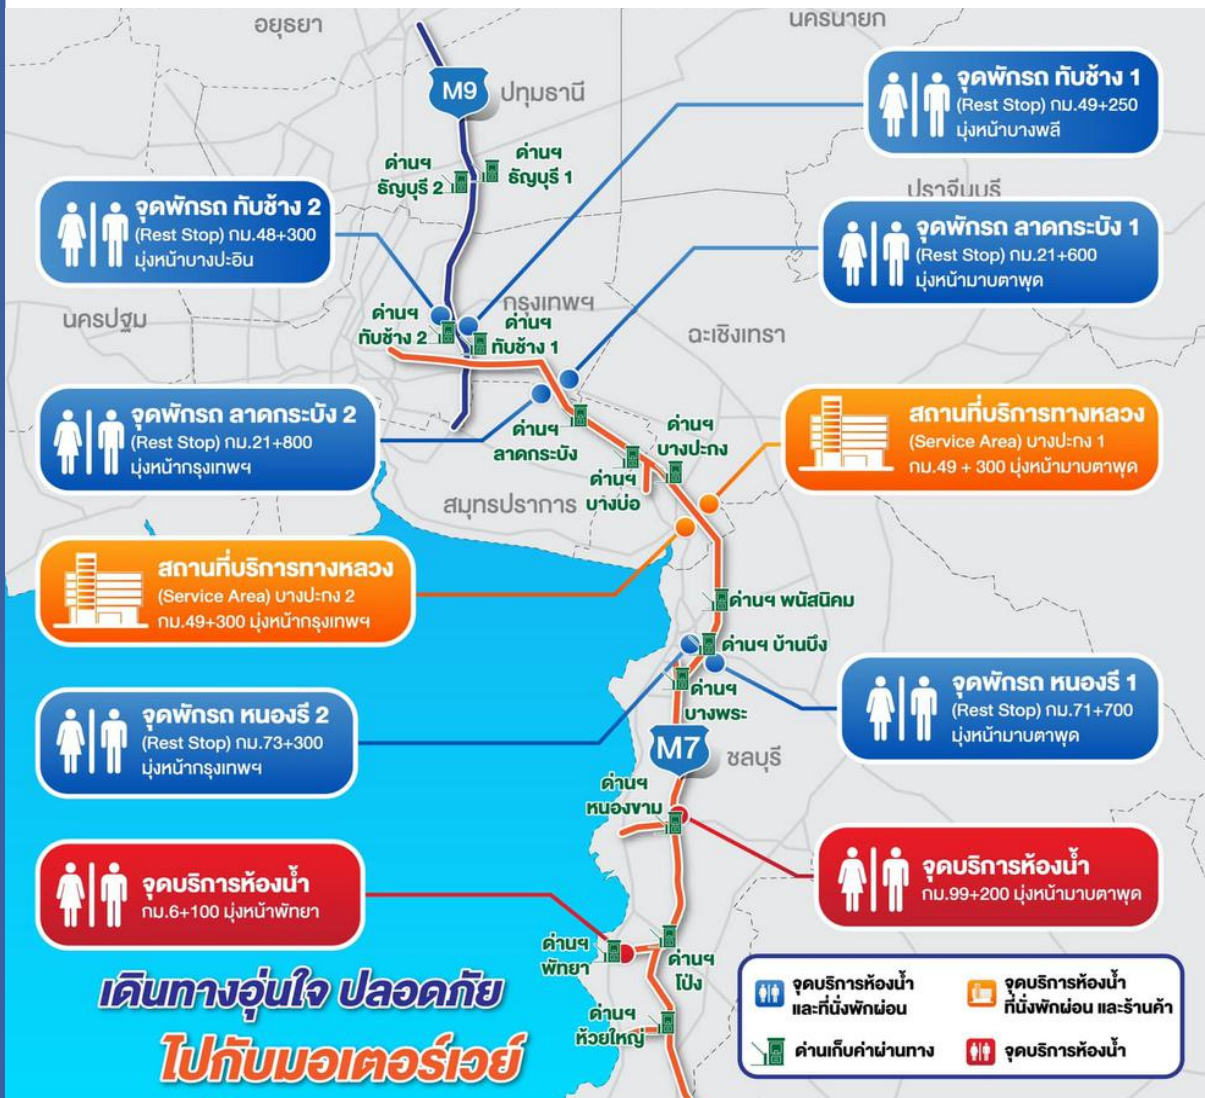 อยุธยา
นครนายก
M9
ปทุมธานี
จุดพักรถ ทับช้าง 1
(Rest Stop) กม.49+250
มุ่งหน้าบางพลี
ด่านฯ
ธัญบุรี 2
ด่านฯ
ธัญบุรี 1
ปราจีนบุรี
จุดพักรถ ทับช้าง 2
(Rest Stop) กม.48+300
มุ่งหน้าบางปะอิน
จุดพักรถ ลาดกระบัง 1
(Rest Stop) กม.21+600
มุ่งหน้ามาบตาพุด
นครปฐม
กรุงเทพฯ
ฉะเชิงเทรา
ด่านฯ
ทับช้าง 2
ด่านฯ
ทับช้าง 1
จุดพักรถ ลาดกระบัง 2
(Rest Stop) กม.21+800
มุ่งหน้ากรุงเทพฯ
ด่านฯ
ลาดกระบัง
ด่านฯ
บางปะกง
สถานที่บริการทางหลวง
(Service Area) บางปะกง 1
กม.49 + 300 มุ่งหน้ามาบตาพุด
ด่านฯ
บางบ่อ
สมุทรปราการ
สถานที่บริการทางหลวง
(Service Area) บางปะกง 2
กม.49+300 มุ่งหน้ากรุงเทพฯ
ด่านฯ พนัสนิคม
ด่านฯ บ้านบึง
ด่านฯ
บางพระ
จุดพักรถ หนองรี 2
(Rest Stop) กม.73+300
มุ่งหน้ากรุงเทพฯ
จุดพักรถ หนองรี 1
(Rest Stop) กม.71+700
มุ่งหน้ามาบตาพุด
M7
ชลบุรี
ด่านฯ
หนองขาม
จุดบริการห้องน้ำ
กม.6+100 มุ่งหน้าพัทยา
จุดบริการห้องน้ำ
กม.99+200 มุ่งหน้ามาบตาพุด
ด่านฯ
พัทยา
ด่านฯ
โป่ง
ด่านฯ
ห้วยใหญ่
เดินทางอุ่นใจ ปลอดภัย
ไปกับมอเตอร์เวย์
จุดบริการห้องน้ำ
และที่นั่งพักผ่อน
จุดบริการห้องน้ำ
ที่นั่งพักผ่อน และร้านค้า
ด่านเก็บค่าผ่านทาง
จุดบริการห้องน้ำ